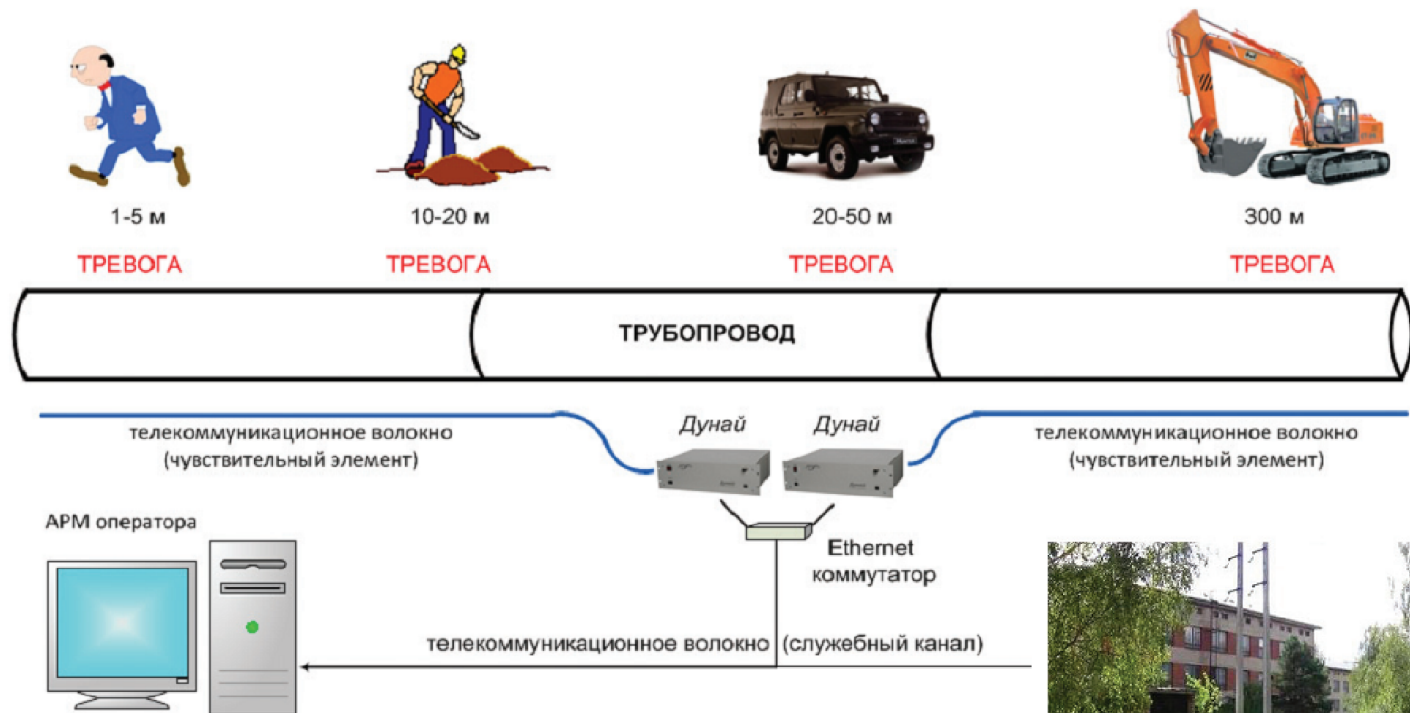 1-5 м
10-20 м
20-50 м
300 м
ТРЕВОГА
ТРЕВОГА
ТРЕВОГА
ТРЕВОГА
ТРУБОПРОВОД
телекоммуникационное волокно
(чувствительный элемент)
Дунай
Дунай
телекоммуникационное волокно
(чувствительный элемент)
АРМ оператора
Ethernet
коммутатор
телекоммуникационное волокно (служебный канал)